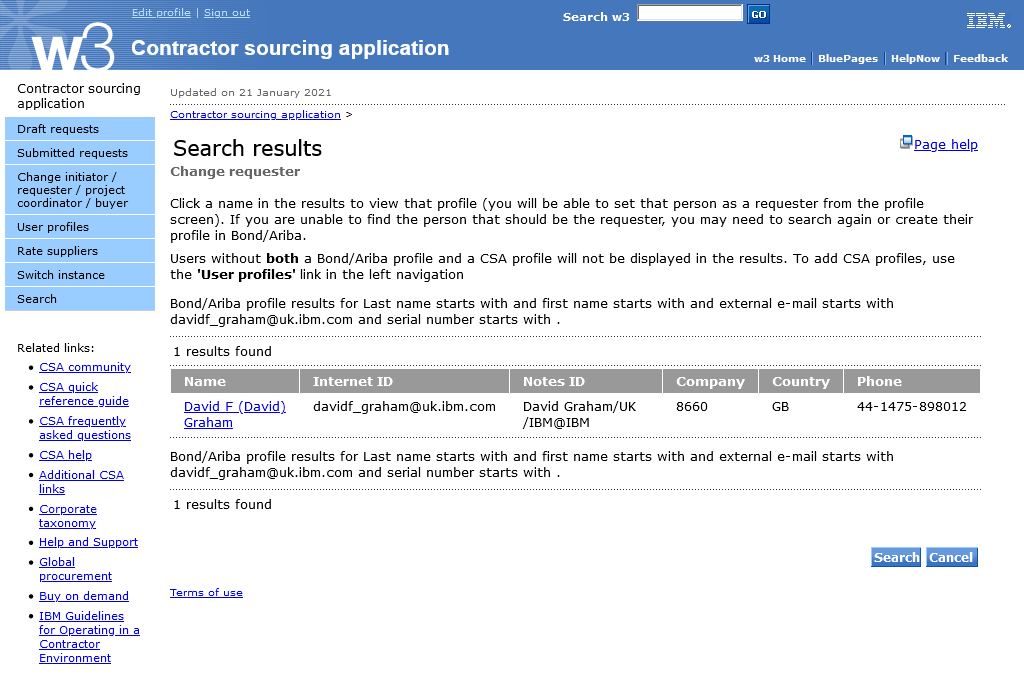 Edit profile | Sign out
Search w3
GO
IBM.
w3
Contractor sourcing application
w3 Home | BluePages | HelpNow | Feedback
Contractor sourcing
application
Draft requests
Submitted requests
Change initiator /
requester / project
coordinator / buyer
User profiles
Rate suppliers
Switch instance
Search
Related links:
CSA community
CSA quick
reference guide
CSA frequently
asked questions
CSA help
Additional CSA
links
Corporate
taxonomy
Help and Support
Global
procurement
Buy on demand
IBM Guidelines
for Operating in a
Contractor
Environment
Updated on 21 January 2021
Contractor sourcing application >
Search results
Page help
Change requester
Click a name in the results to view that profile (you will be able to set that person as a requester from the profile
screen). If you are unable to find the person that should be the requester, you may need to search again or create their
profile in Bond/Ariba.
Users without both a Bond/Ariba profile and a CSA profile will not be displayed in the results. To add CSA profiles, use
the 'User profiles' link in the left navigation
Bond/Ariba profile results for Last name starts with and first name starts with and external e-mail starts with
davidf_graham@uk.ibm.com and serial number starts with .
1 results found
Name Internet ID Notes ID Company Country Phone
David F (David) davidf_graham@uk.ibm.com David Graham/UK 8660 GB 44-1475-898012
Graham /IBM@IBM
Bond/Ariba profile results for Last name starts with and first name starts with and external e-mail starts with
davidf_graham@uk.ibm.com and serial number starts with .
1 results found
Search Cancel
Terms of use